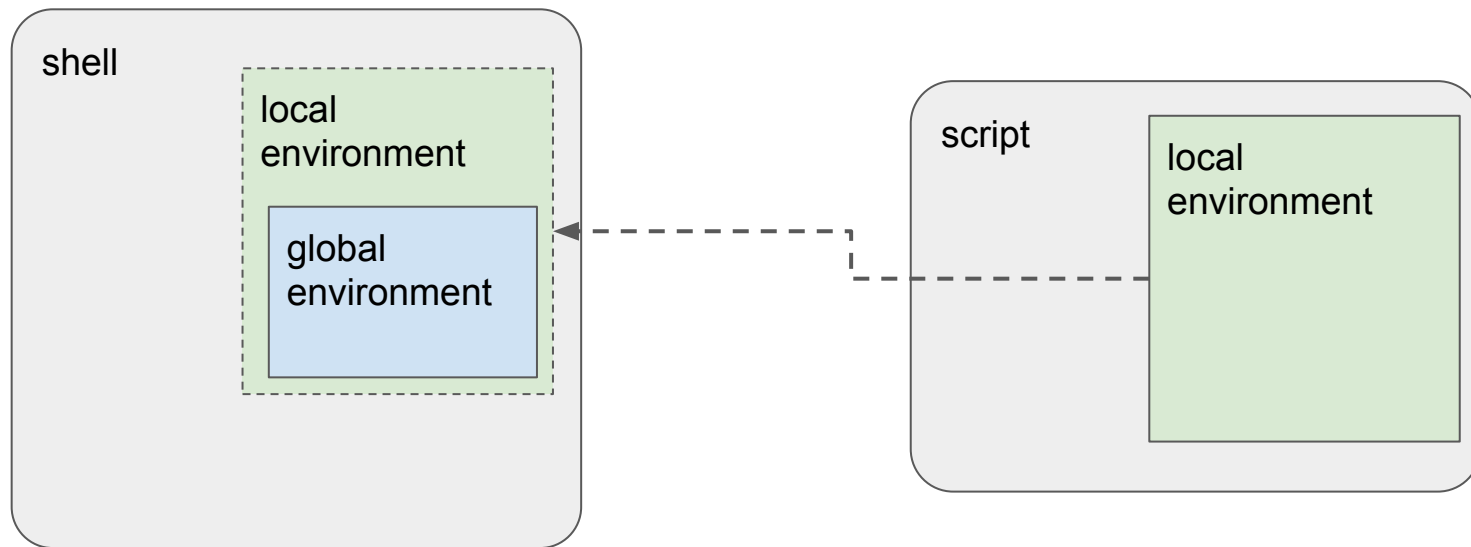 shell
local
environment
global
environment
script
local
environment